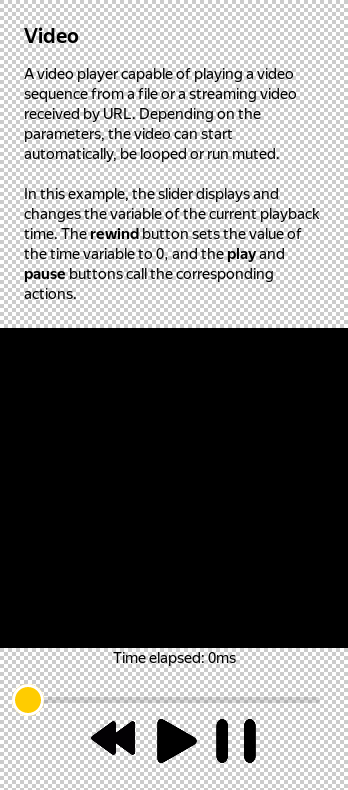 Video
A video player capable of playing a video
sequence from a file or a streaming video
received by URL. Depending on the
parameters, the video can start
automatically, be looped or run muted.
In this example, the slider displays and
changes the variable of the current playback
time. The rewind button sets the value of
the time variable to 0, and the play and
pause buttons call the corresponding
actions.
Time elapsed: 0ms